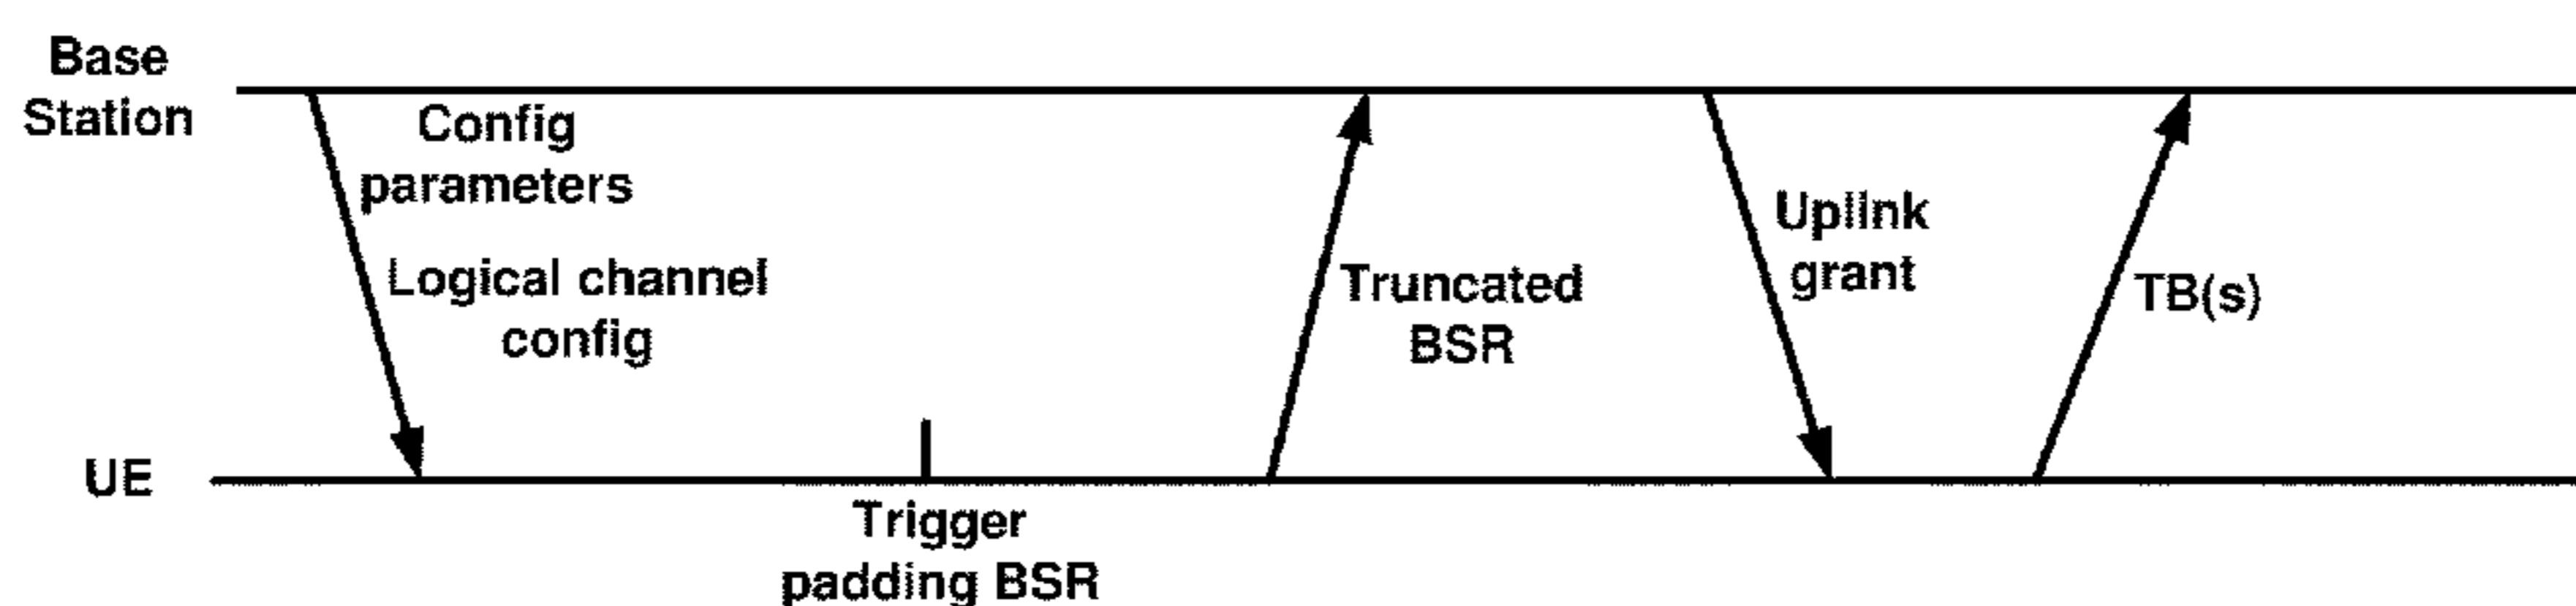 Base
Station
Config
parameters
Logical channel
config
Truncated
BSR
Uplink
grant
TB(s)
UE
Trigger
padding BSR